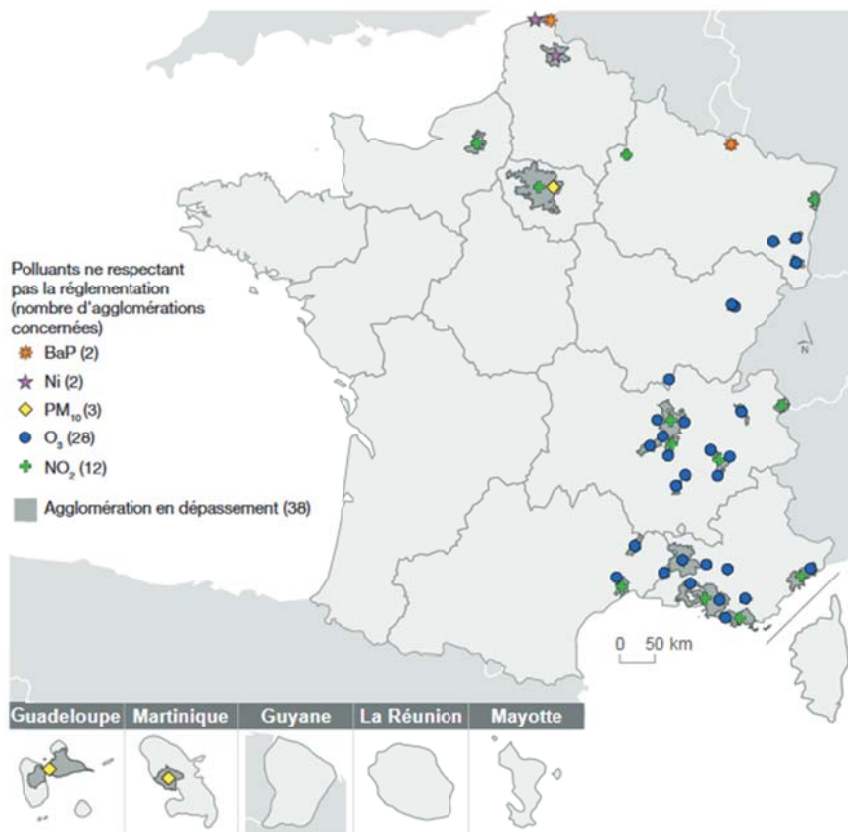 Polluants ne respectant
pas la réglementation
(nombre d'agglomérations
concernées)
BaP (2)
Ni (2)
PM₁₀ (3)
O₃ (28)
NO₂ (12)
Agglomération en dépassement (38)
N
0 50 km
Guadeloupe Martinique Guyane La Réunion Mayotte